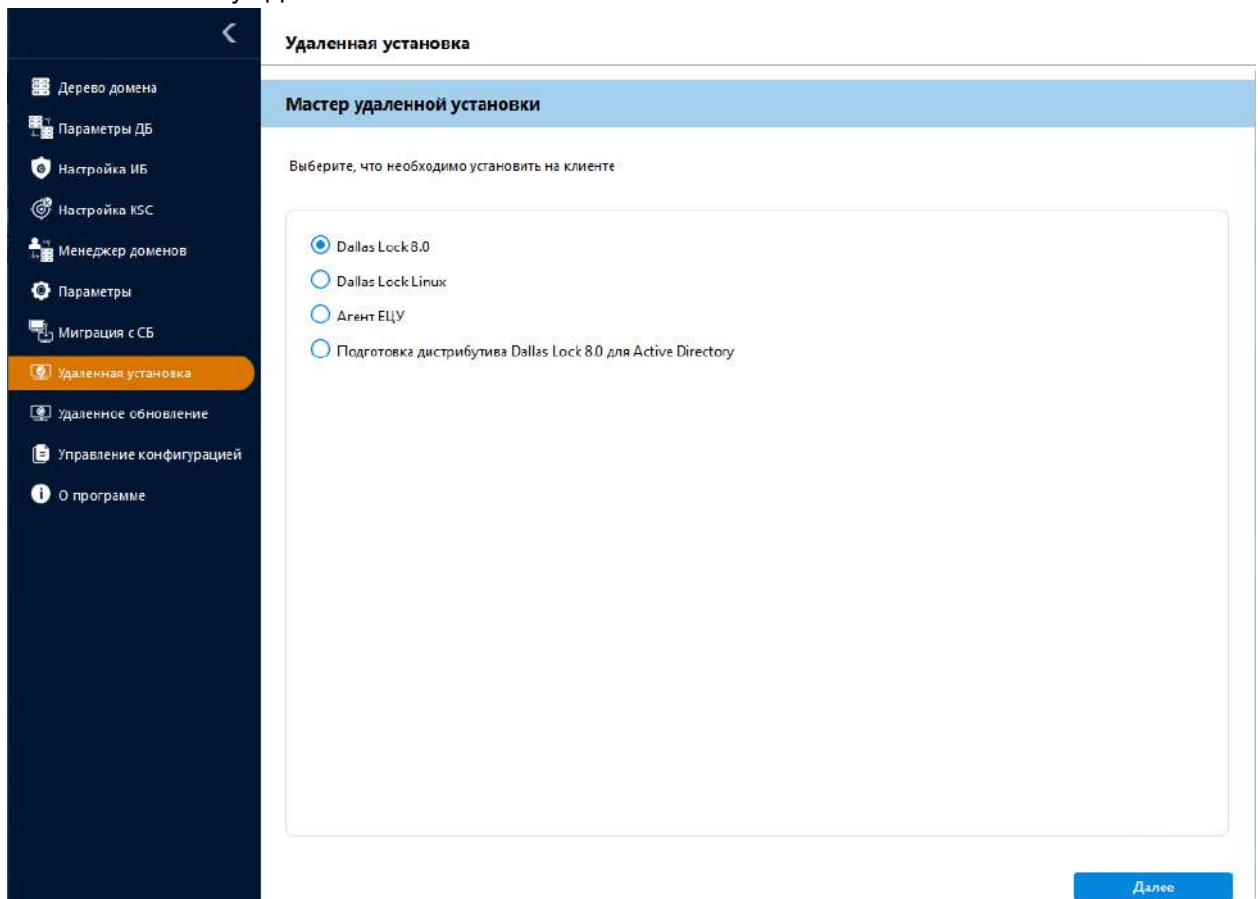 Удаленная установка
Дерево домена
Параметры ДБ
Настройка ИБ
Настройка KSC
Менеджер доменов
Параметры
Миграция с СБ
Удаленная установка
Удаленное обновление
Управление конфигурацией
О программе
Мастер удаленной установки
Выберите, что необходимо установить на клиенте
Dallas Lock 8.0
Dallas Lock Linux
Агент ЕЦУ
Подготовка дистрибутива Dallas Lock 8.0 для Active Directory
Далее